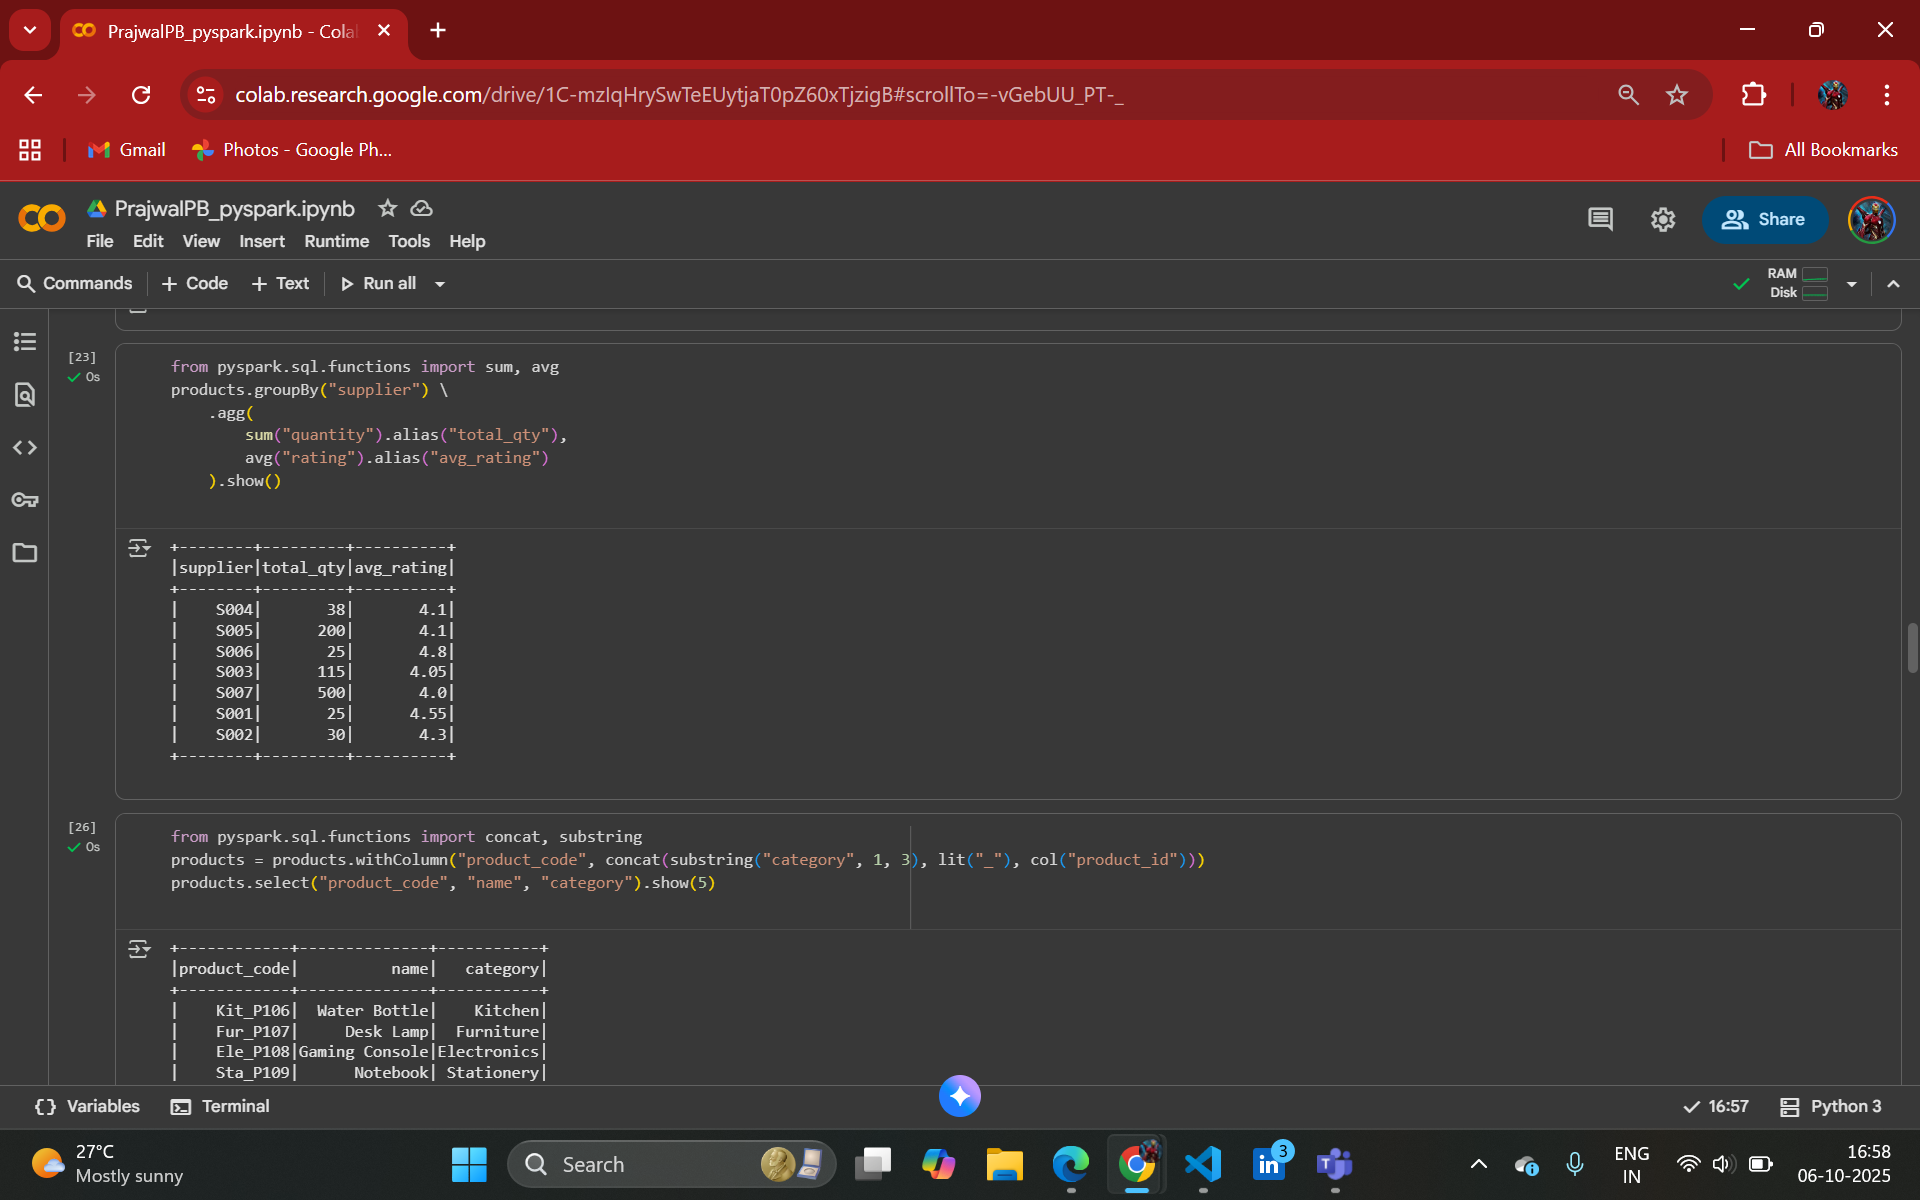 PrajwalPB_pyspark.ipynb - Cola
colab.research.google.com/drive/1C-mzIqHrySwTeEUytjaT0pZ60xTjzigB#scrollTo=-vGebUU_PT-_
Gmail
Photos - Google Ph...
All Bookmarks
PrajwalPB_pyspark.ipynb
Share
File Edit View Insert Runtime Tools Help
Commands + Code + Text Run all
RAM
Disk
[23]
0s
from pyspark.sql.functions import sum, avg
products.groupBy("supplier") \
    .agg(
        sum("quantity").alias("total_qty"),
        avg("rating").alias("avg_rating")
    ).show()
+--------+---------+----------+
|supplier|total_qty|avg_rating|
+--------+---------+----------+
|    S004|       38|       4.1|
|    S005|      200|       4.1|
|    S006|       25|       4.8|
|    S003|      115|      4.05|
|    S007|      500|       4.0|
|    S001|       25|      4.55|
|    S002|       30|       4.3|
+--------+---------+----------+
[26]
0s
from pyspark.sql.functions import concat, substring
products = products.withColumn("product_code", concat(substring("category", 1, 3), lit("_"), col("product_id")))
products.select("product_code", "name", "category").show(5)
+------------+--------------+-----------+
|product_code|          name|   category|
+------------+--------------+-----------+
|    Kit_P106|  Water Bottle|    Kitchen|
|    Fur_P107|     Desk Lamp|  Furniture|
|    Ele_P108|Gaming Console|Electronics|
|    Sta_P109|      Notebook| Stationery|
{} Variables
Terminal
16:57
Python 3
27°C
Mostly sunny
Search
3
ENG
IN
16:58
06-10-2025